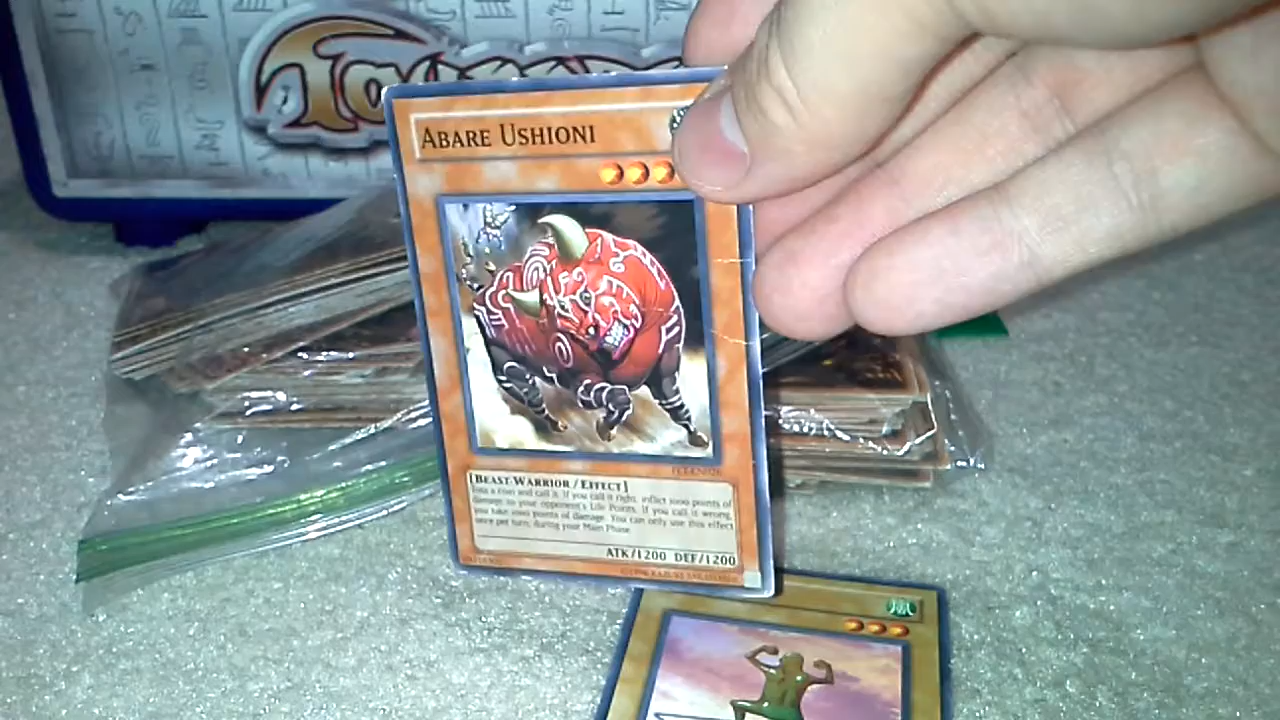 ABARE USHIONI
[BEAST-WARRIOR / EFFECT]
Toss a coin and call it. If you call it right, inflict 1000 points of
damage to your opponent's Life Points. If you call it wrong,
you take 1000 points of damage. You can only use this effect
once per turn, during your Main Phase.
ATK/1200 DEF/1200
風